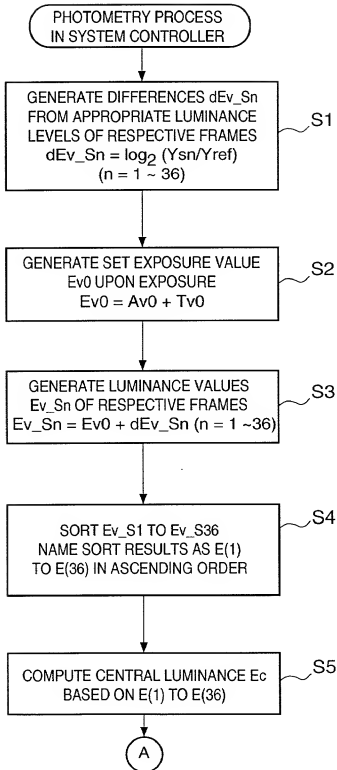 PHOTOMETRY PROCESS
IN SYSTEM CONTROLLER
GENERATE DIFFERENCES dEv_Sn
FROM APPROPRIATE LUMINANCE
LEVELS OF RESPECTIVE FRAMES
dEv_Sn = log2 (Ysn/Yref)
(n = 1 ~ 36)
S1
GENERATE SET EXPOSURE VALUE
Ev0 UPON EXPOSURE
Ev0 = Av0 + Tv0
S2
GENERATE LUMINANCE VALUES
Ev_Sn OF RESPECTIVE FRAMES
Ev_Sn = Ev0 + dEv_Sn (n = 1 ~36)
S3
SORT Ev_S1 TO Ev_S36
NAME SORT RESULTS AS E(1)
TO E(36) IN ASCENDING ORDER
S4
COMPUTE CENTRAL LUMINANCE Ec
BASED ON E(1) TO E(36)
S5
A